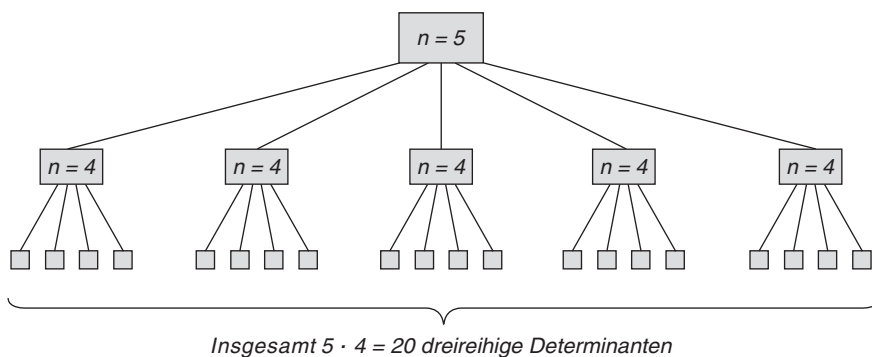 n = 5
n = 4 n = 4 n = 4 n = 4 n = 4
Insgesamt 5 · 4 = 20 dreireihige Determinanten